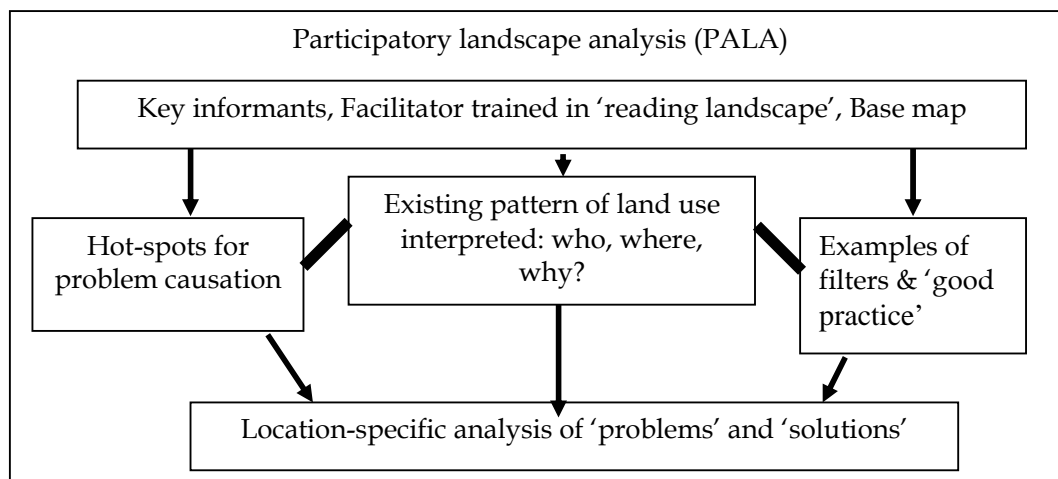 Participatory landscape analysis (PALA)
Key informants, Facilitator trained in ‘reading landscape’, Base map
Existing pattern of land use
interpreted: who, where,
why?
Hot-spots for
problem causation
Examples of
filters & ‘good
practice’
Location-specific analysis of ‘problems’ and ‘solutions’